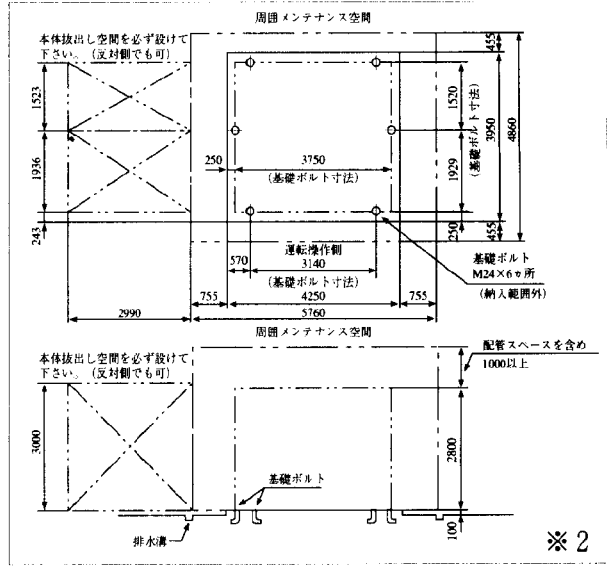 周囲メンテナンス空間
本体抜出し空間を必ず設けて
下さい。（反対側でも可）
455
1523
1520
3950
4860
(基礎ボルト寸法)
250
3750
(基礎ボルト寸法)
1936
1929
243
250
455
運転操作側
570
3140
(基礎ボルト寸法)
基礎ボルト
M24×6ヵ所
(納入範囲外)
755
4250
755
2990
5760
周囲メンテナンス空間
本体抜出し空間を必ず設けて
下さい。（反対側でも可）
配管スペースを含め
1000以上
3000
2800
基礎ボルト
100
排水溝
※2